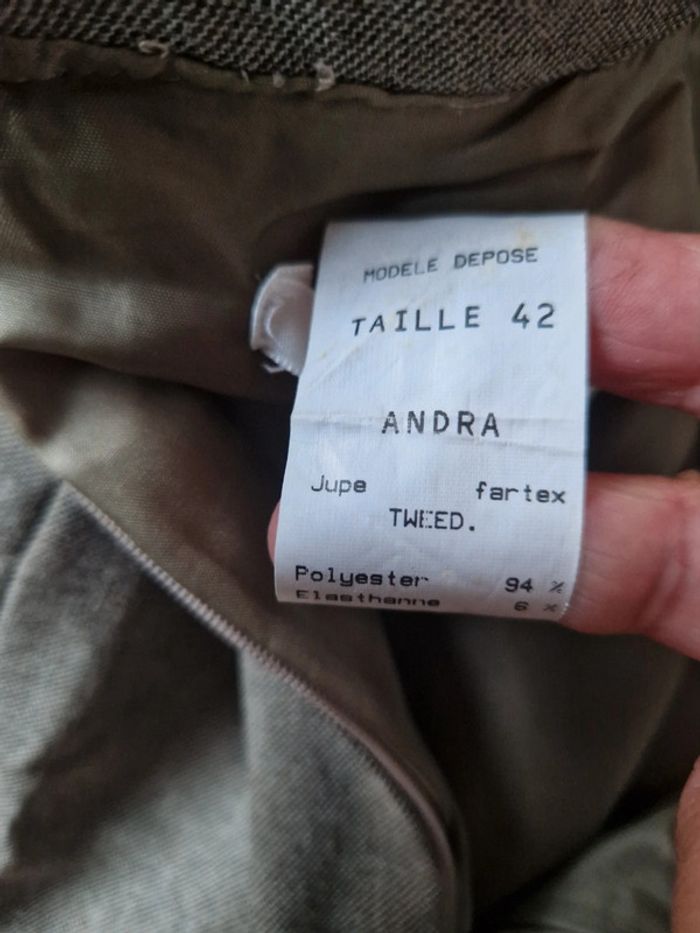 MODELE DEPOSE
TAILLE 42
ANDRA
Jupe fartex
TWEED.
Polyester 94 %
Elasthanne 6 %